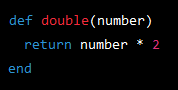 def double(number)
  return number * 2
end